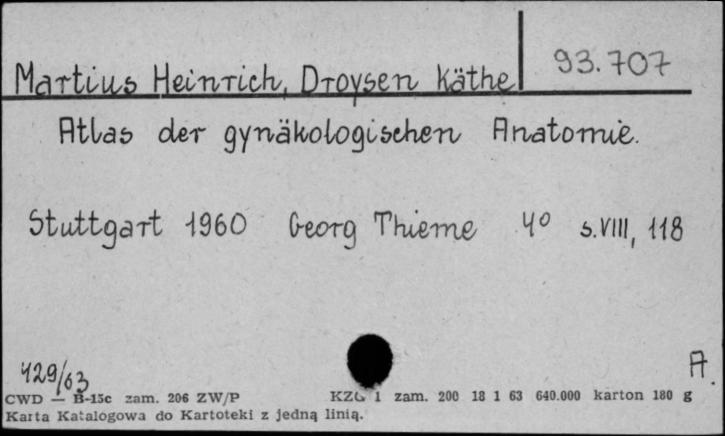 93.707
Martius Heinrich, Droysen Käthe
Atlas der gynäkologischen Anatomie.
Stuttgart 1960 Georg Thieme 4° s.VIII, 118
A.
429/63
CWD — B-15c zam. 206 ZW/P KZG 1 zam. 200 18 1 63 640.000 karton 180 g
Karta Katalogowa do Kartoteki z jedną linią.